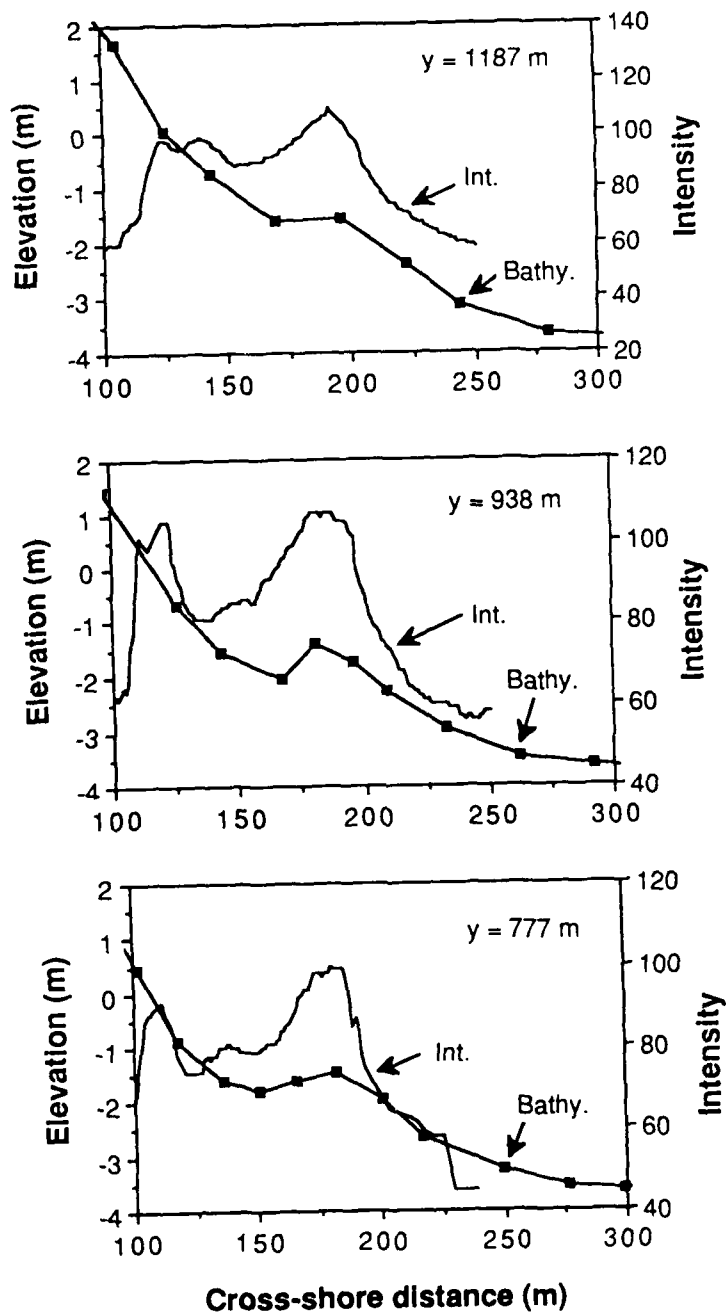 y = 1187 m
Elevation (m)
2
1
0
-1
-2
-3
-4
Intensity
140
120
100
80
60
40
20
Int.
Bathy.
100 150 200 250 300
y = 938 m
Elevation (m)
2
1
0
-1
-2
-3
-4
Intensity
120
100
80
60
40
Int.
Bathy.
100 150 200 250 300
y = 777 m
Elevation (m)
2
1
0
-1
-2
-3
-4
Intensity
120
100
80
60
40
Int.
Bathy.
100 150 200 250 300
Cross-shore distance (m)